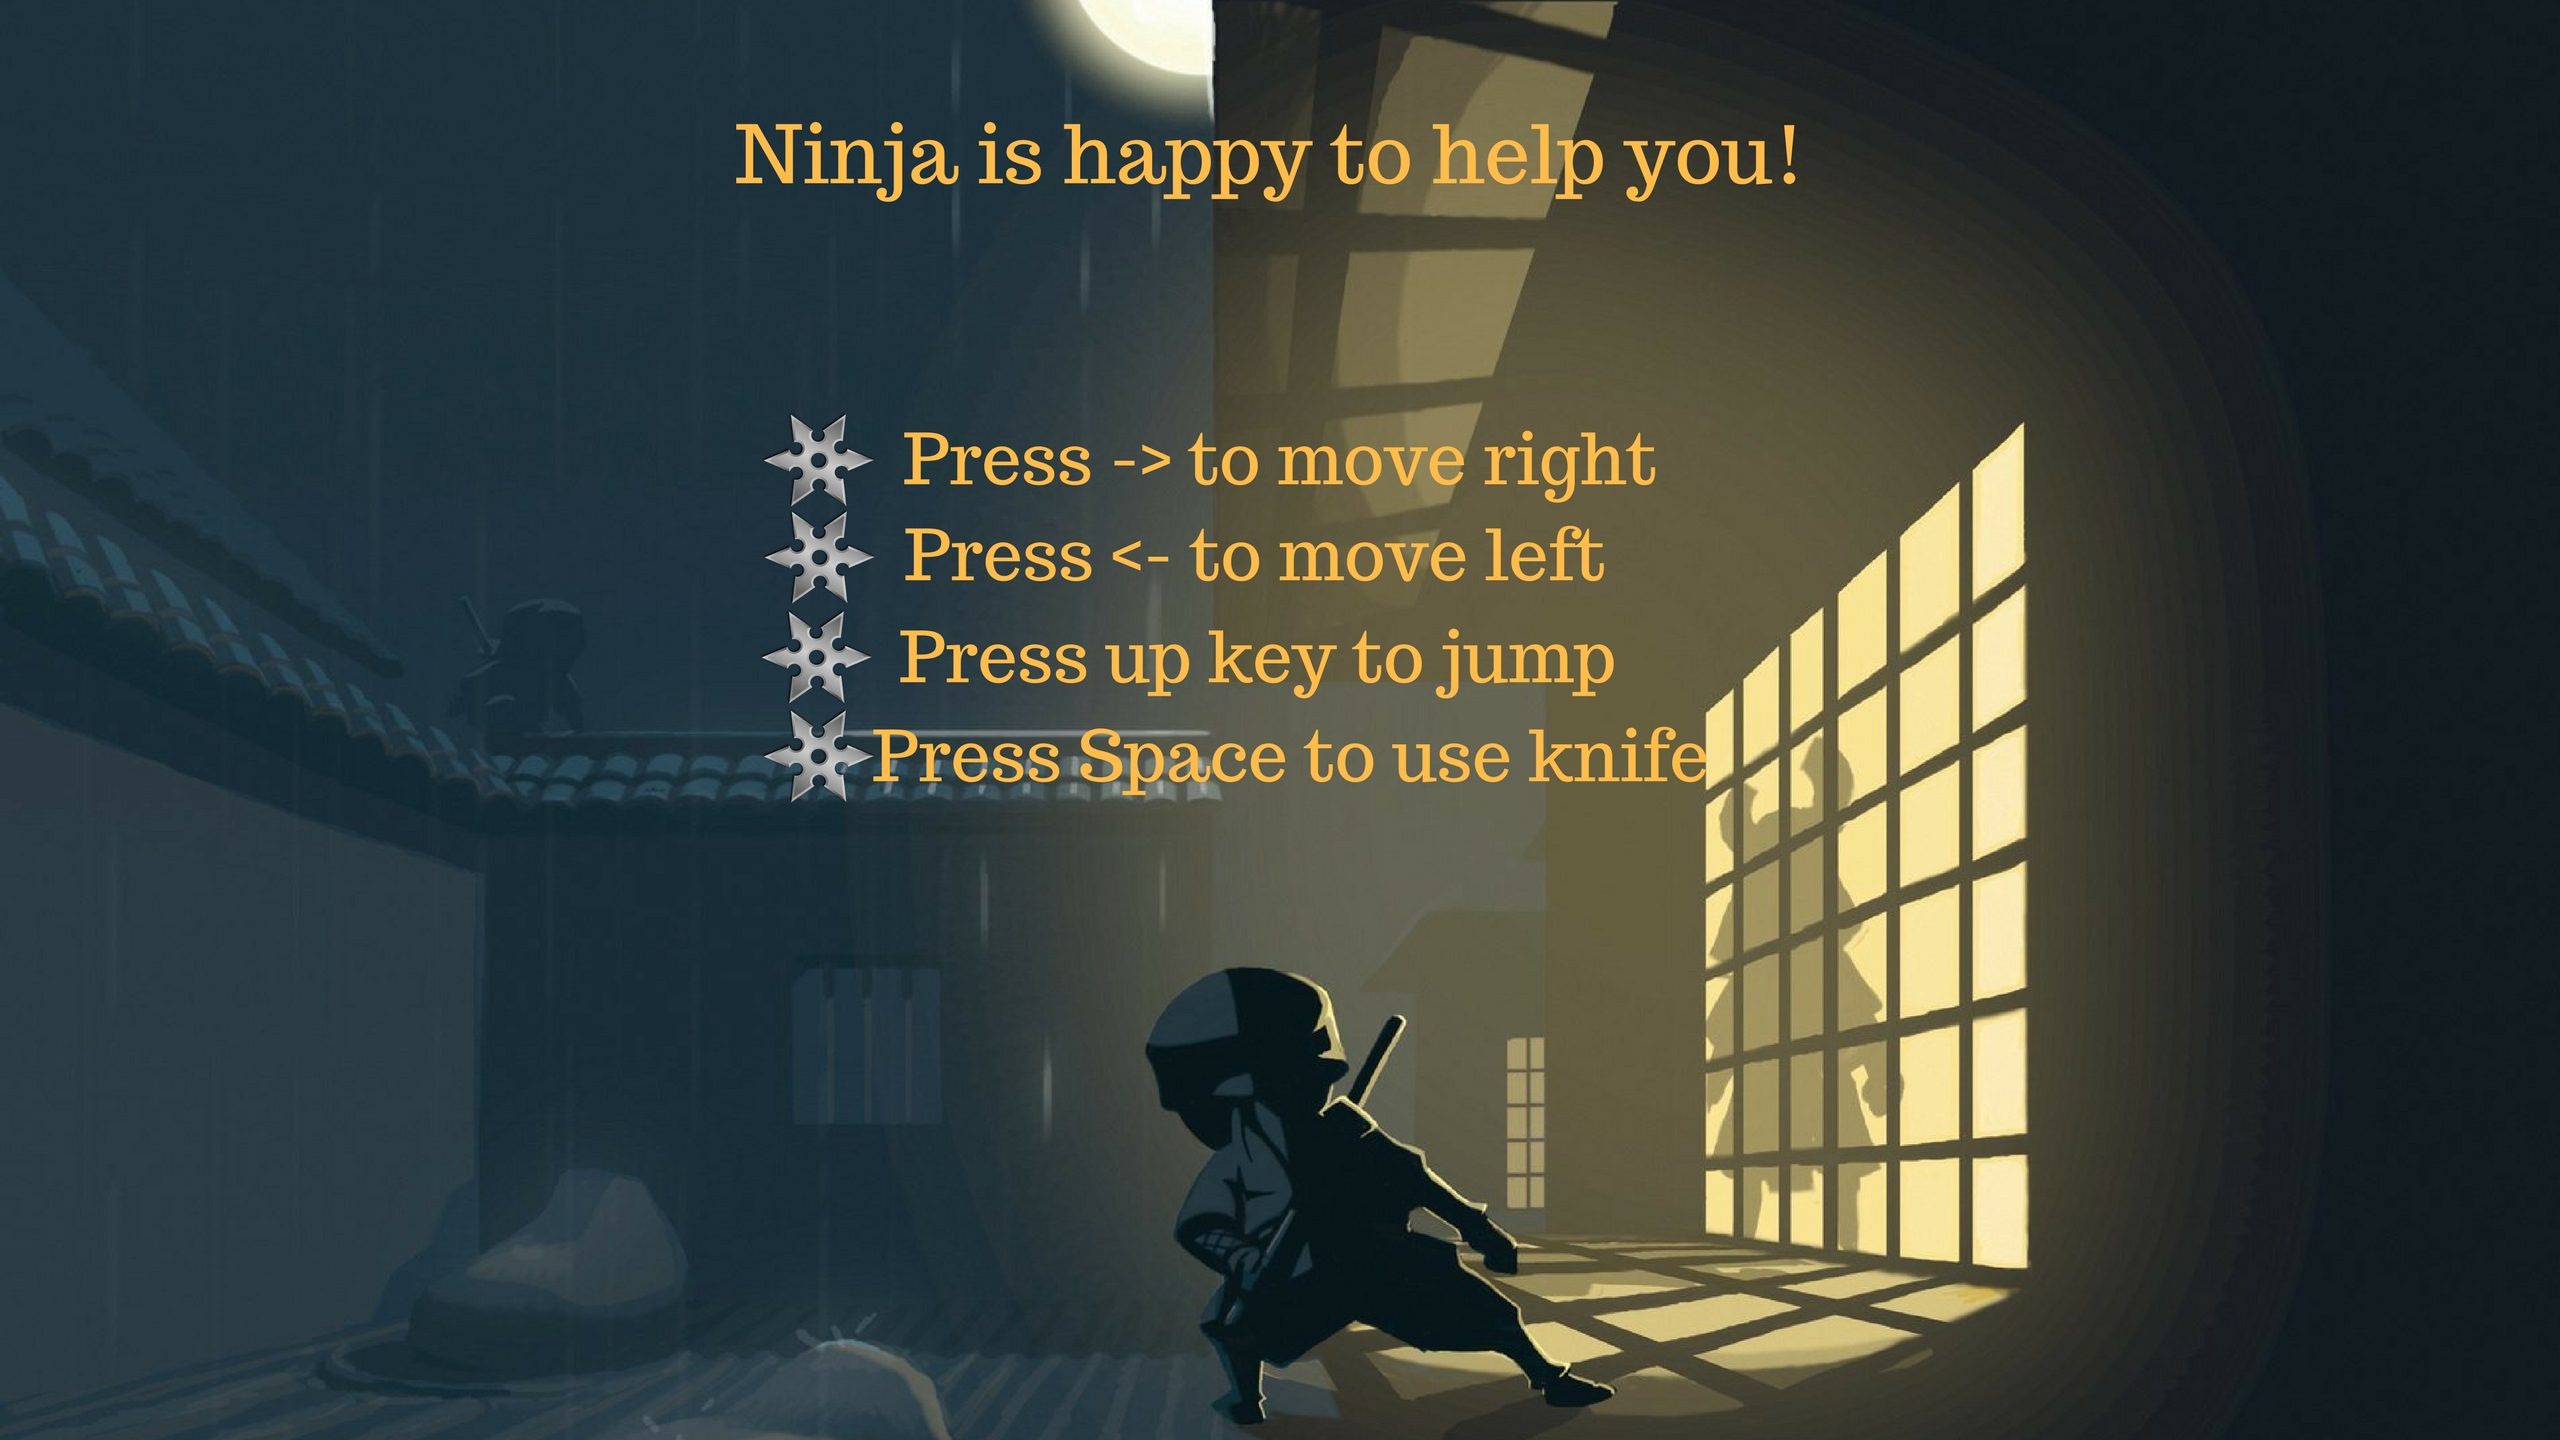 Ninja is happy to help you!
Press -> to move right
Press <- to move left
Press up key to jump
Press Space to use knife